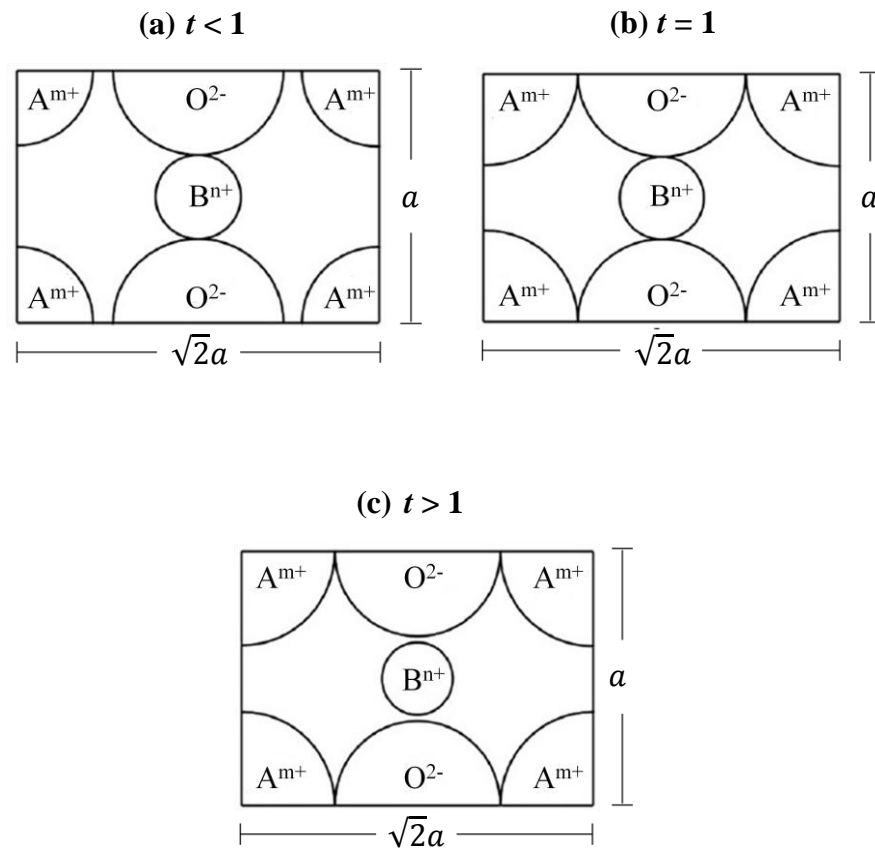 (a) t < 1
(b) t = 1
A^{m+} O^{2-} A^{m+}
A^{m+} O^{2-} A^{m+}
B^{n+} a
B^{n+} a
A^{m+} O^{2-} A^{m+}
A^{m+} O^{2-} A^{m+}
√2a
√2a
(c) t > 1
A^{m+} O^{2-} A^{m+}
B^{n+} a
A^{m+} O^{2-} A^{m+}
√2a